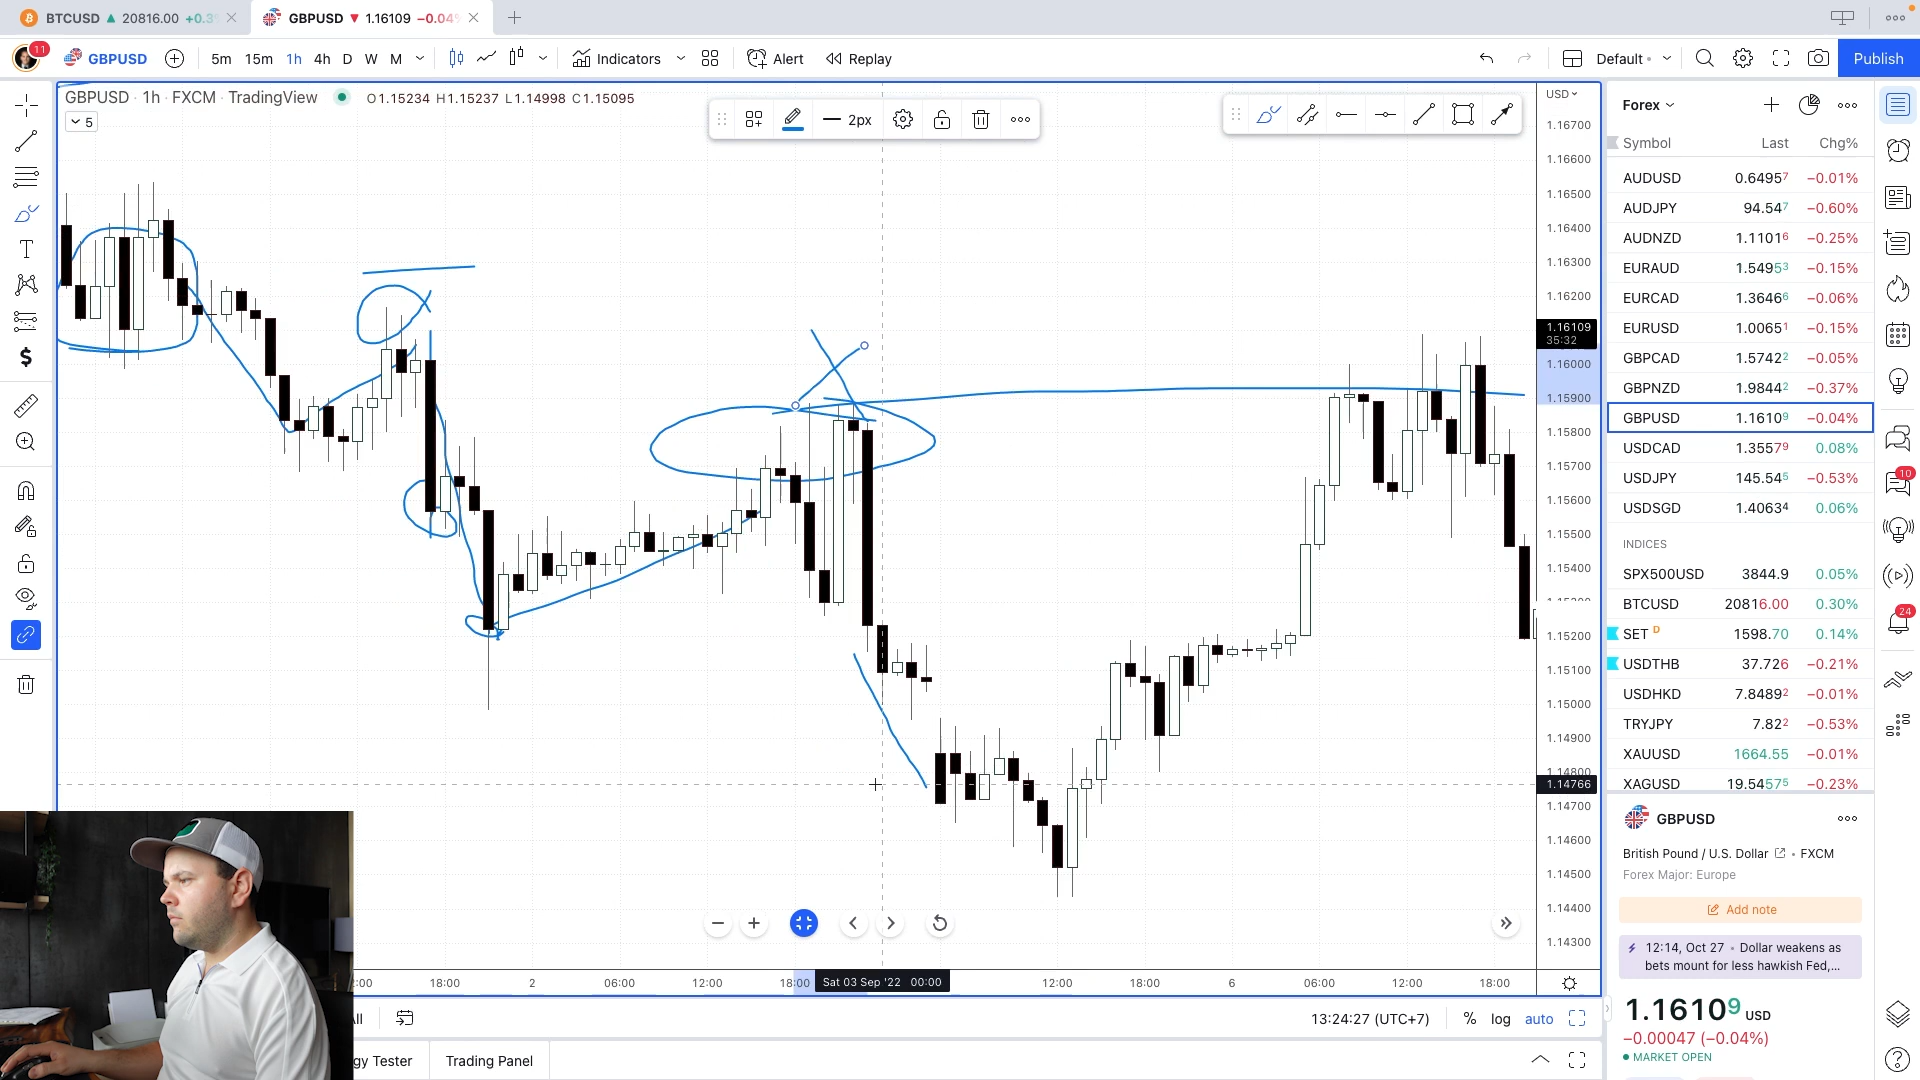 BTCUSD ▲ 20816.00 +0.3
GBPUSD ▼ 1.16109 −0.04%
11 GBPUSD 5m 15m 1h 4h D W M Indicators Alert Replay Default Publish
GBPUSD · 1h · FXCM · TradingView O1.15234 H1.15237 L1.14998 C1.15095
5
2px
USD
1.16700
1.16600
1.16500
1.16400
1.16300
1.16200
1.16109
35:32
1.16000
1.15900
1.15800
1.15700
1.15600
1.15500
1.15400
1.15200
1.15100
1.15000
1.14900
1.14800
1.14766
1.14700
1.14600
1.14500
1.14400
1.14300
:00 18:00 2 06:00 12:00 18:00 Sat 03 Sep '22 00:00 12:00 18:00 6 06:00 12:00 18:00
13:24:27 (UTC+7) % log auto
gy Tester Trading Panel
Forex
Symbol Last Chg%
AUDUSD 0.64957 −0.01%
AUDJPY 94.547 −0.60%
AUDNZD 1.11016 −0.25%
EURAUD 1.54953 −0.15%
EURCAD 1.36466 −0.06%
EURUSD 1.00651 −0.15%
GBPCAD 1.57422 −0.05%
GBPNZD 1.98442 −0.37%
GBPUSD 1.16109 −0.04%
USDCAD 1.35579 0.08%
USDJPY 145.545 −0.53%
USDSGD 1.40634 0.06%
INDICES
SPX500USD 3844.9 0.05%
BTCUSD 20816.00 0.30%
SET D 1598.70 0.14%
USDTHB 37.726 −0.21%
USDHKD 7.84892 −0.01%
TRYJPY 7.822 −0.53%
XAUUSD 1664.55 −0.01%
XAGUSD 19.54575 −0.23%
GBPUSD
British Pound / U.S. Dollar • FXCM
Forex Major: Europe
Add note
12:14, Oct 27 • Dollar weakens as
bets mount for less hawkish Fed,...
1.16109 USD
−0.00047 (−0.04%)
MARKET OPEN
10
24